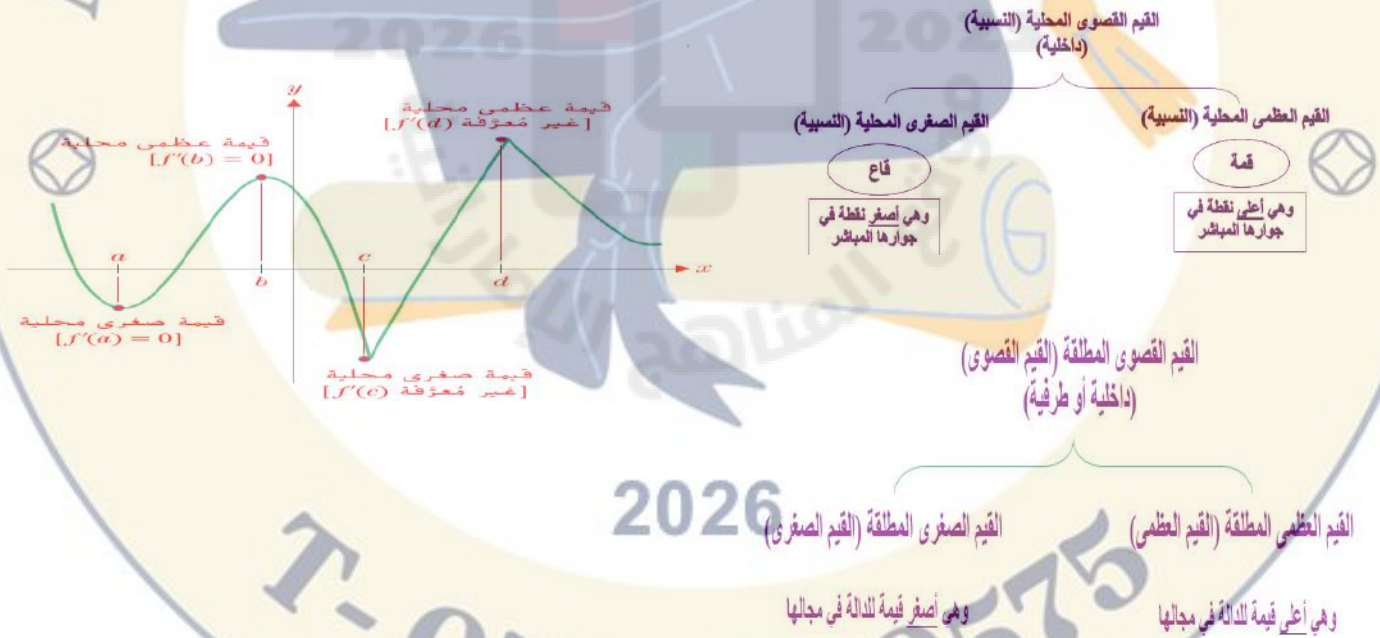 القيم القصوى المحلية (النسبية)
(داخلية)
القيم العظمى المحلية (النسبية)
قمة
وهي أعلى نقطة في
جوارها المباشر
القيم الصغرى المحلية (النسبية)
قاع
وهي أصغر نقطة في
جوارها المباشر
y
قيمة عظمى محلية
[غير مُعرَّفة f′(d)]
قيمة عظمى محلية
[f′(b) = 0]
a
b
c
d
x
قيمة صغرى محلية
[f′(a) = 0]
قيمة صغرى محلية
[غير مُعرَّفة f′(c)]
القيم القصوى المطلقة (القيم القصوى)
(داخلية أو طرفية)
القيم العظمى المطلقة (القيم العظمى)
وهي أعلى قيمة للدالة في مجالها
القيم الصغرى المطلقة (القيم الصغرى)
وهي أصغر قيمة للدالة في مجالها
2026
2026
المناهج